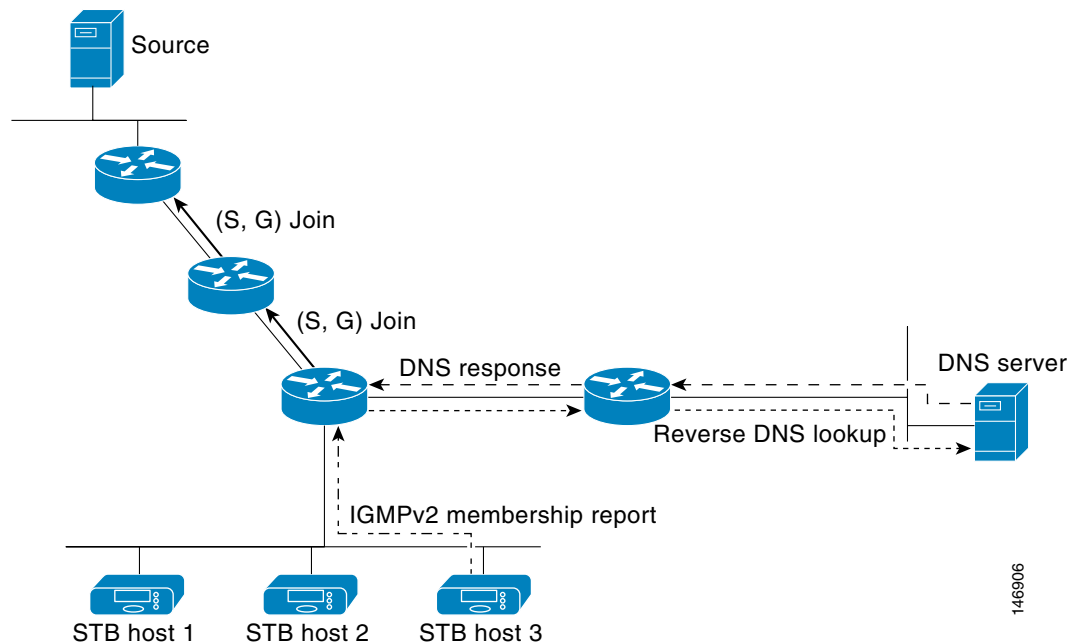 Source
(S, G) Join
(S, G) Join
DNS response
DNS server
Reverse DNS lookup
IGMPv2 membership report
STB host 1
STB host 2
STB host 3
146906